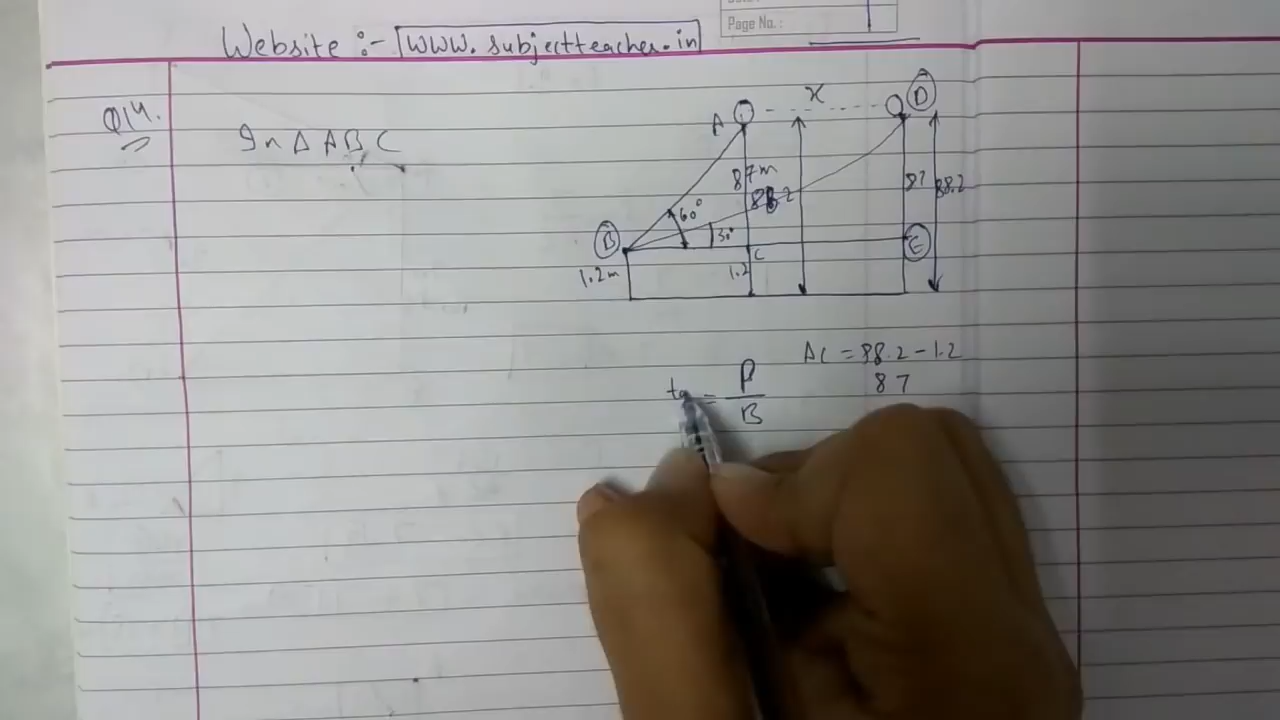 Page No. :
Website :- www.subjectteacher.in
Q14.
In Δ ABC
A
x
D
87m
88.2
87
88.2
60°
30°
B
C
E
1.2m
1.2
AC = 88.2 - 1.2
87
P
=
B